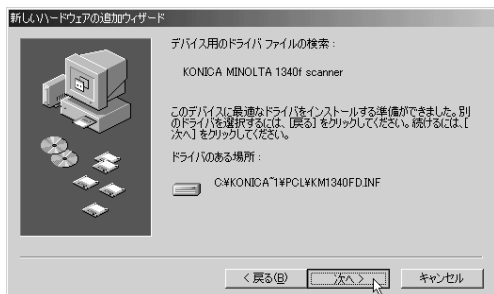 新しいハードウェアの追加ウィザード
デバイス用のドライバ ファイルの検索 :
KONICA MINOLTA 1340f scanner
このデバイスに最適なドライバをインストールする準備ができました。別
のドライバを選択するには、[戻る] をクリックしてください。続けるには、[
次へ] をクリックしてください。
ドライバのある場所 :
C:¥KONICA~1¥PCL¥KM1340FD.INF
< 戻る(B)
次へ >
キャンセル